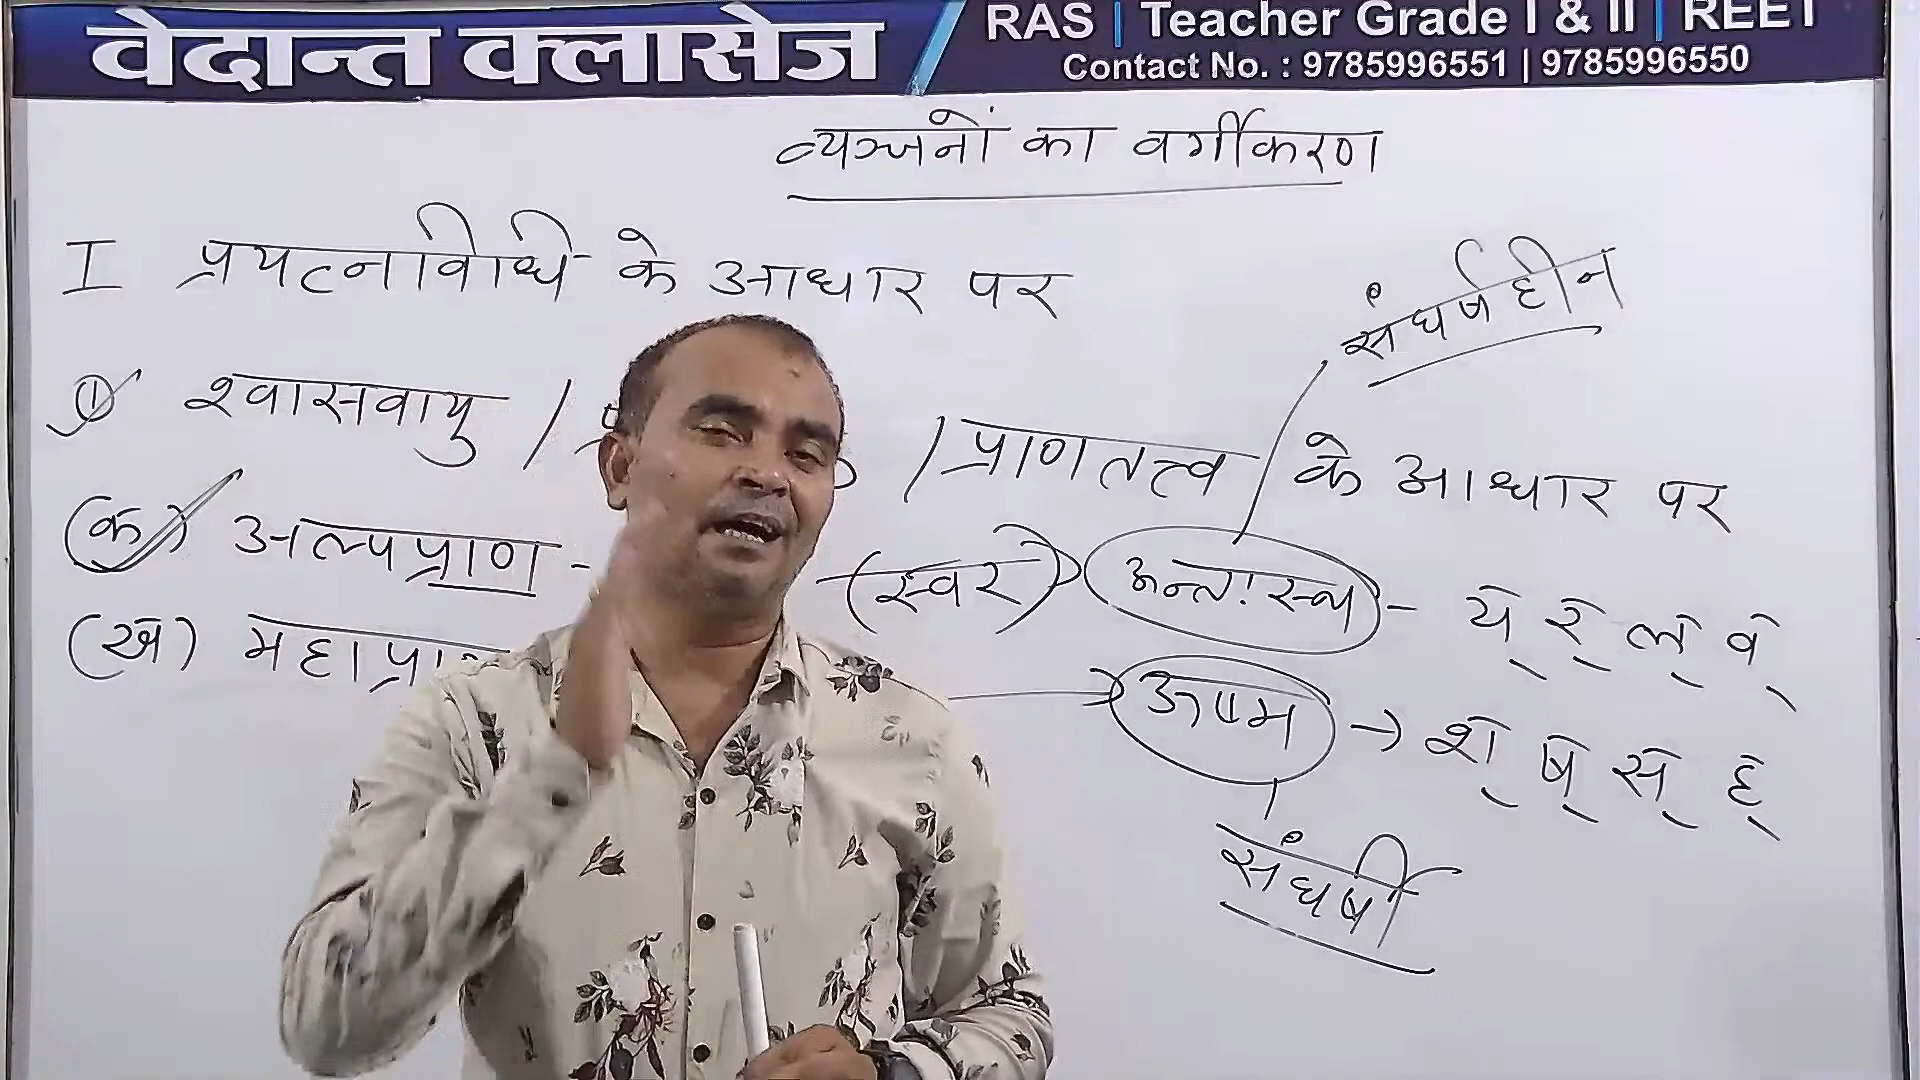 वेदान्त क्लासेज
RAS | Teacher Grade I & II | REET
Contact No. : 9785996551 | 9785996550
व्यञ्जनों का वर्गीकरण
I प्रयत्नविधि के आधार पर
संघर्षहीन
① श्वासवायु / / प्राणतत्त्व के आधार पर
(क) अल्पप्राण - (स्वर) अन्तःस्थ - य् र् ल् व्
(ख) ऊष्म → श् ष् स् ह्
संघर्षी